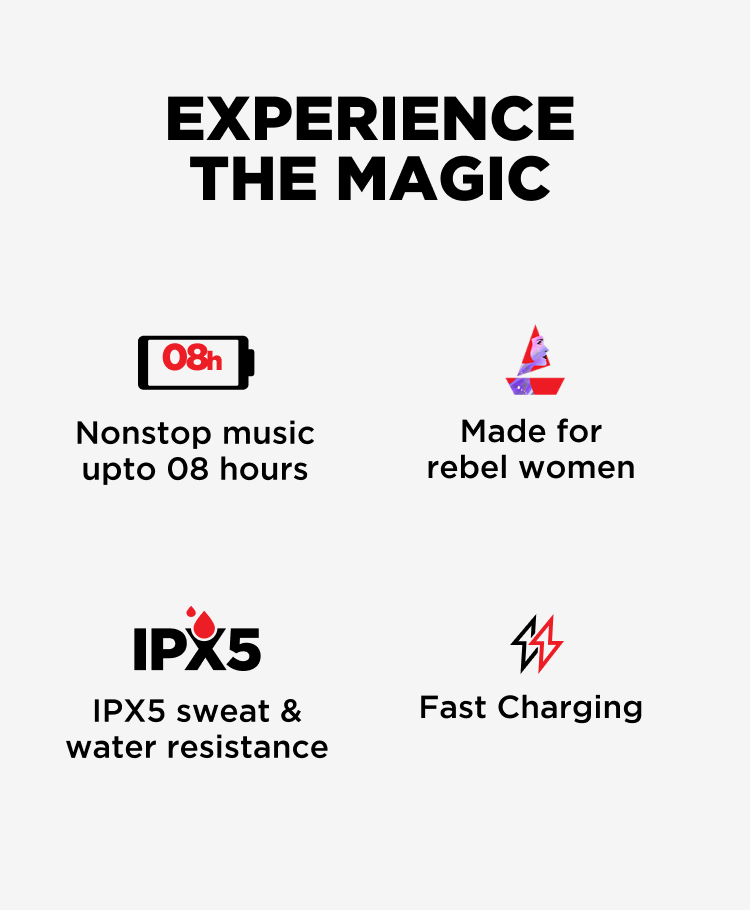 EXPERIENCE
THE MAGIC
08h
Nonstop music
upto 08 hours
Made for
rebel women
IPX5
IPX5 sweat &
water resistance
Fast Charging